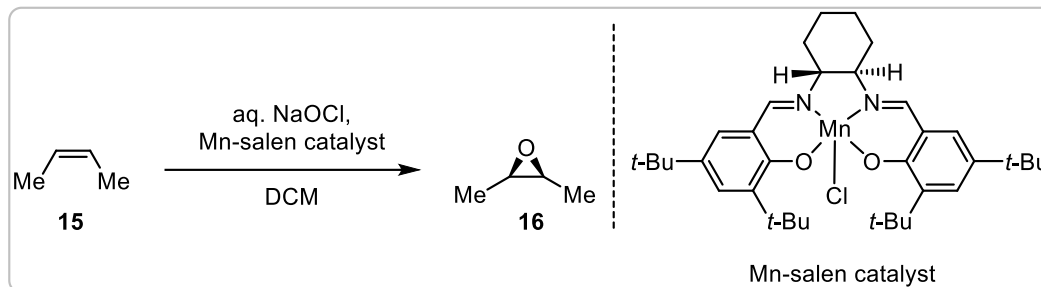 aq. NaOCl,
Mn-salen catalyst
DCM
Me
Me
15
O
Me
Me
16
H
H
N
N
Mn
O
O
Cl
t-Bu
t-Bu
t-Bu
t-Bu
Mn-salen catalyst